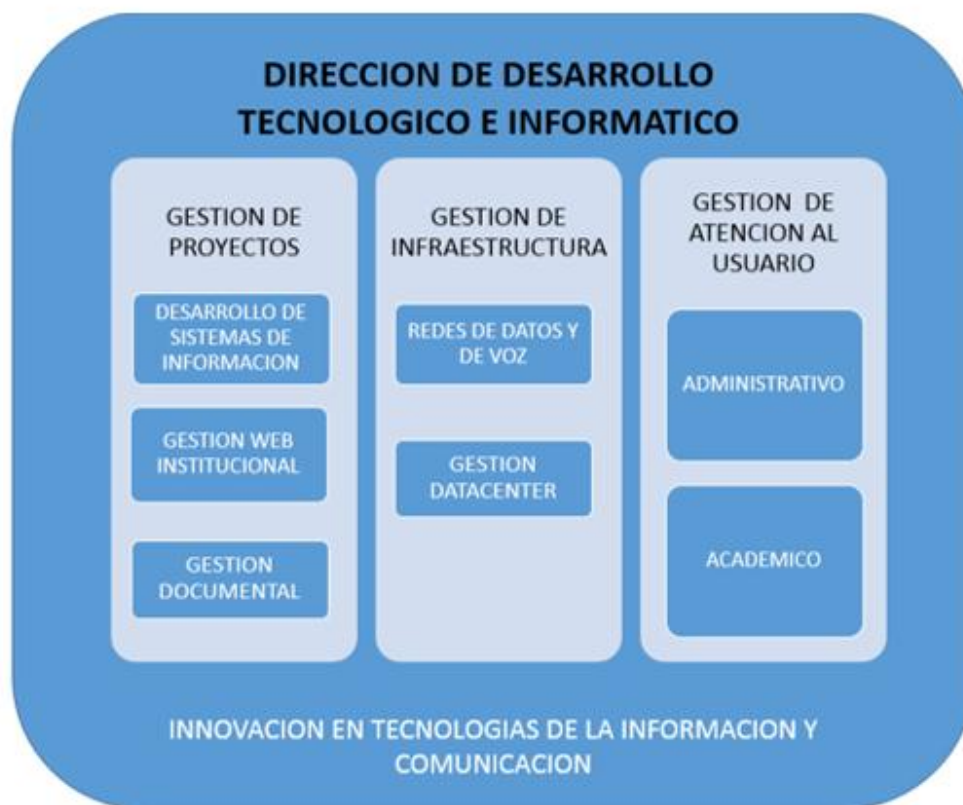 DIRECCION DE DESARROLLO
TECNOLOGICO E INFORMATICO
GESTION DE
PROYECTOS
DESARROLLO DE
SISTEMAS DE
INFORMACION
GESTION WEB
INSTITUCIONAL
GESTION
DOCUMENTAL
GESTION DE
INFRAESTRUCTURA
REDES DE DATOS Y
DE VOZ
GESTION
DATACENTER
GESTION DE
ATENCION AL
USUARIO
ADMINISTRATIVO
ACADEMICO
INNOVACION EN TECNOLOGIAS DE LA INFORMACION Y
COMUNICACION